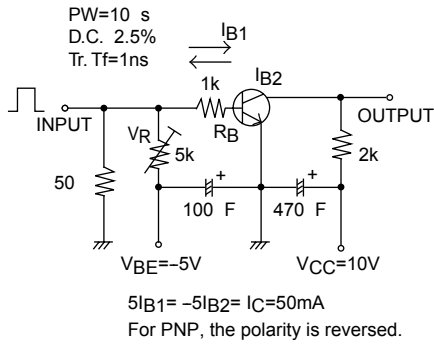 PW=10 s
D.C. 2.5%
Tr. Tf=1ns
IB1
1k
IB2
INPUT
RB
OUTPUT
VR
5k
2k
50
+
+
100 F
470 F
VBE=–5V
VCC=10V
5IB1= –5IB2= IC=50mA
For PNP, the polarity is reversed.